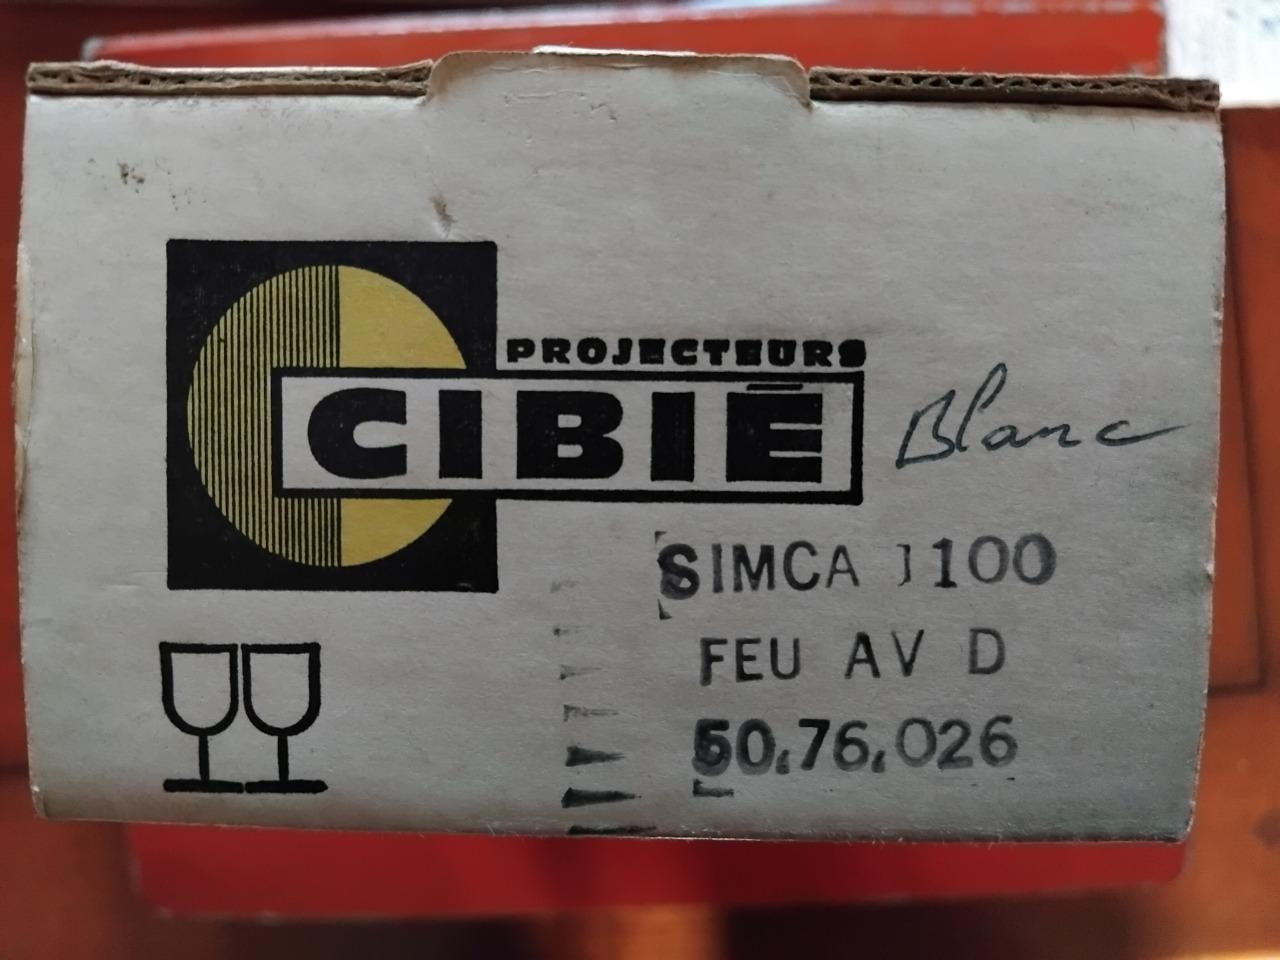 PROJECTEURS
CIBIÉ
Blanc
SIMCA 1100
FEU AV D
50.76.026